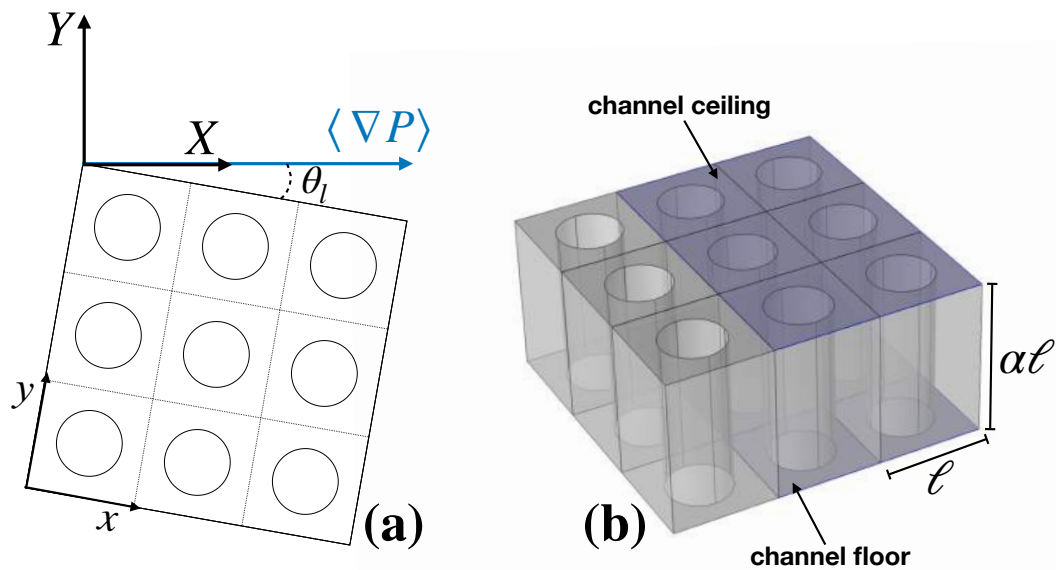 Y
X
⟨∇P⟩
θ_l
y
x
(a)
channel ceiling
αℓ
ℓ
(b)
channel floor